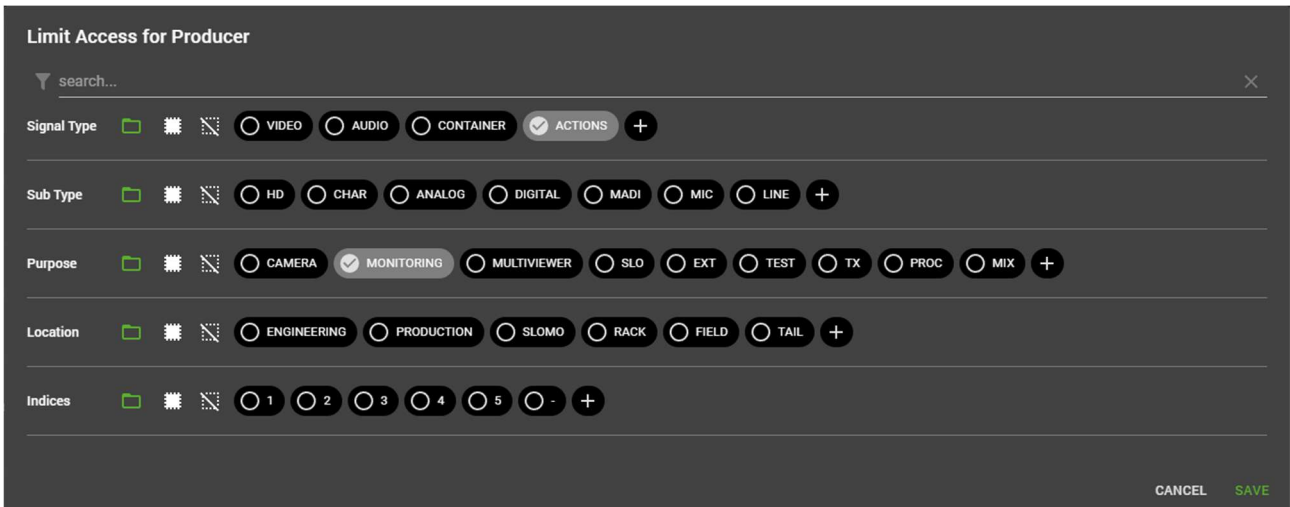 Limit Access for Producer
search...
Signal Type VIDEO AUDIO CONTAINER ACTIONS +
Sub Type HD CHAR ANALOG DIGITAL MADI MIC LINE +
Purpose CAMERA MONITORING MULTIVIEWER SLO EXT TEST TX PROC MIX +
Location ENGINEERING PRODUCTION SLOMO RACK FIELD TAIL +
Indices 1 2 3 4 5 - +
CANCEL SAVE